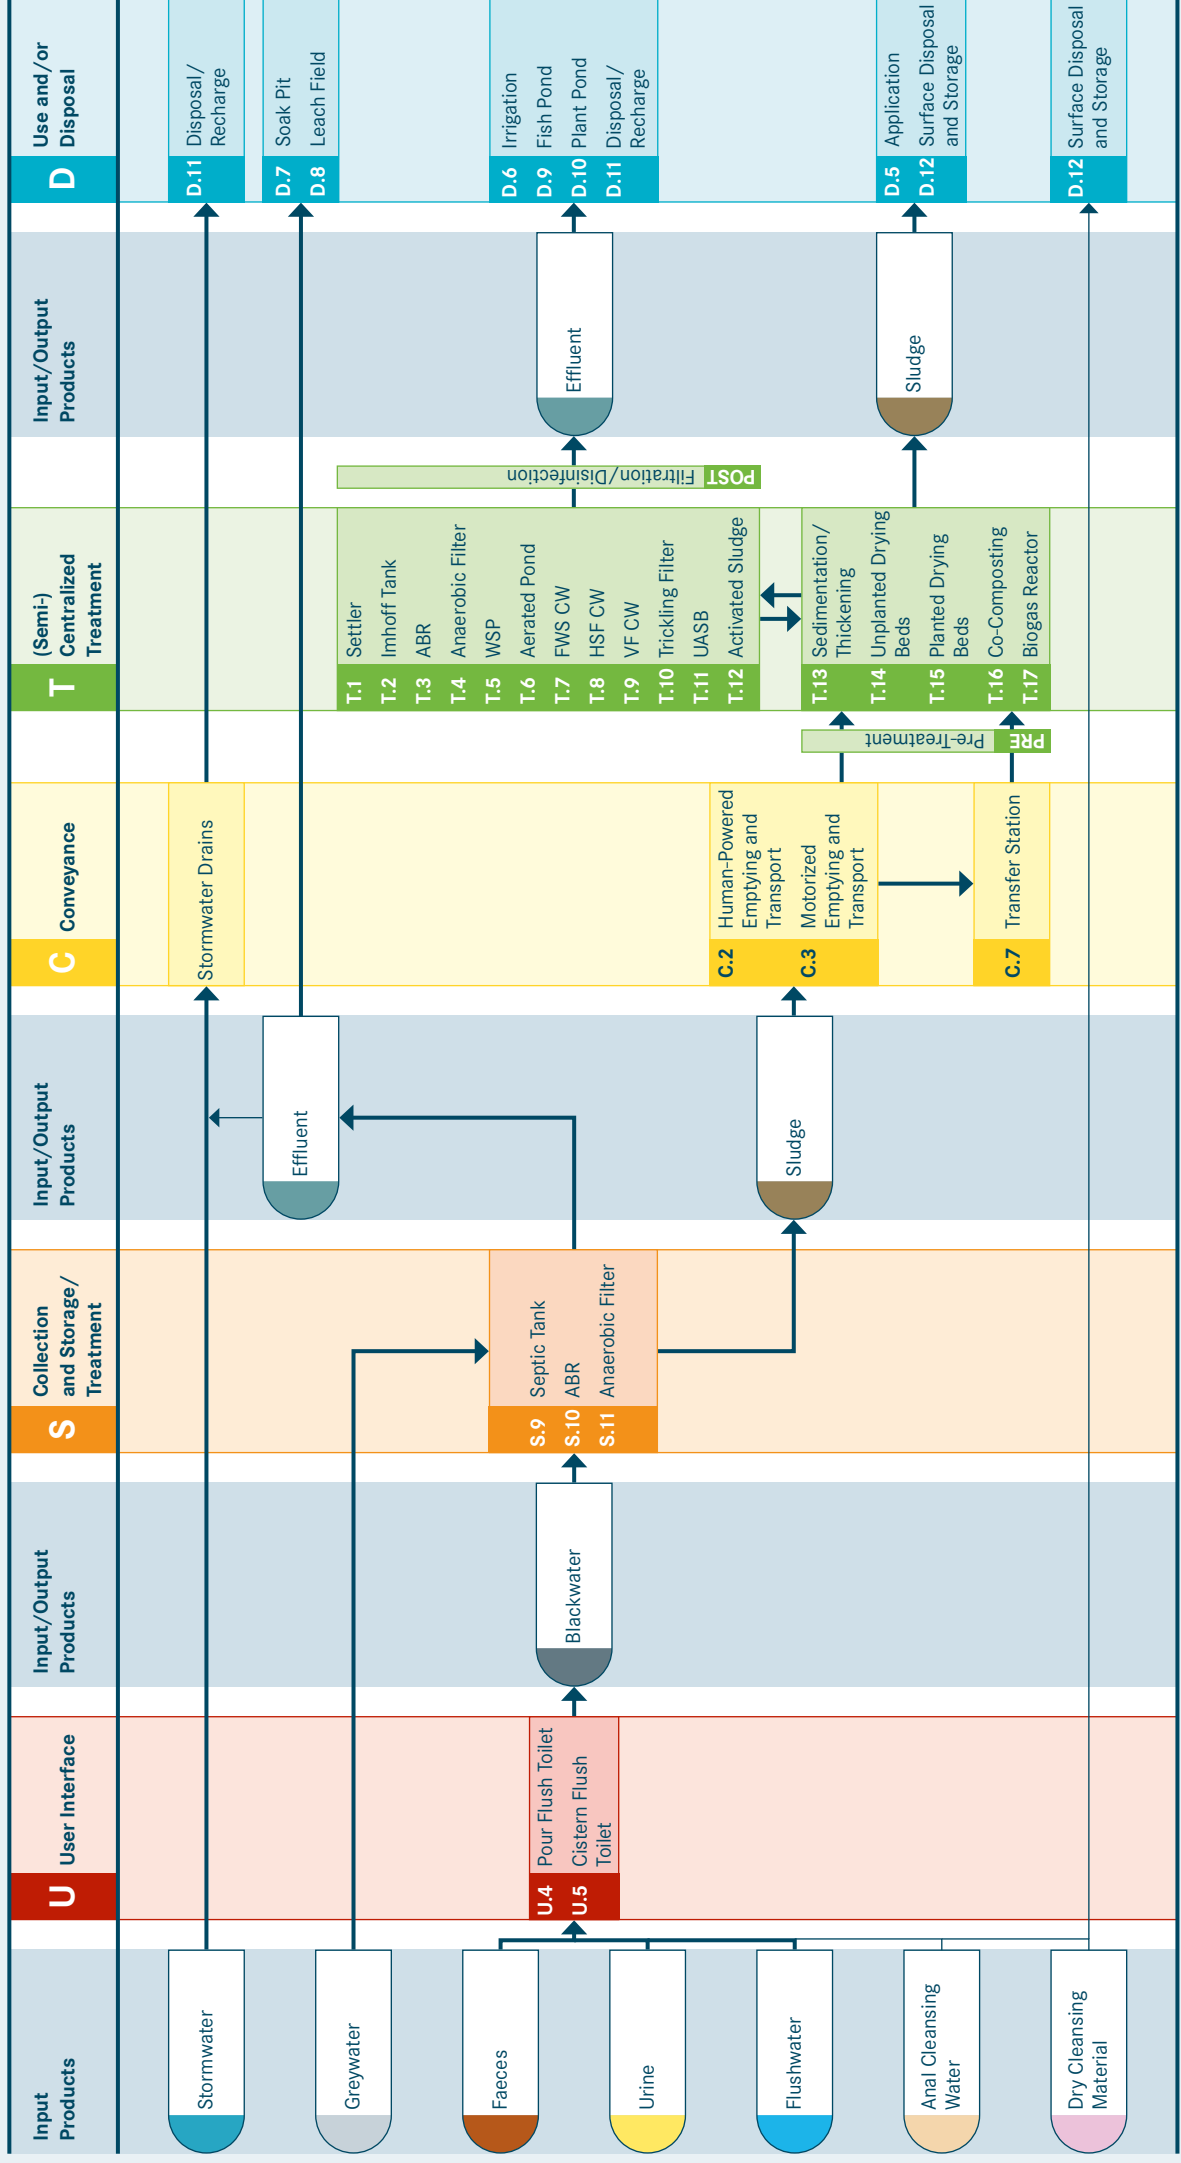 Input
Products
U
User Interface
Input/Output
Products
S
Collection
and Storage/
Treatment
Input/Output
Products
C
Conveyance
T
(Semi-)
Centralized
Treatment
Input/Output
Products
D
Use and/or
Disposal
Stormwater
Greywater
Faeces
Urine
Flushwater
Anal Cleansing
Water
Dry Cleansing
Material
U.4 Pour Flush Toilet
U.5 Cistern Flush
Toilet
Blackwater
S.9 Septic Tank
S.10 ABR
S.11 Anaerobic Filter
Effluent
Sludge
Stormwater Drains
C.2 Human-Powered
Emptying and
Transport
C.3 Motorized
Emptying and
Transport
C.7 Transfer Station
PRE Pre-Treatment
T.1 Settler
T.2 Imhoff Tank
T.3 ABR
T.4 Anaerobic Filter
T.5 WSP
T.6 Aerated Pond
T.7 FWS CW
T.8 HSF CW
T.9 VF CW
T.10 Trickling Filter
T.11 UASB
T.12 Activated Sludge
T.13 Sedimentation/
Thickening
T.14 Unplanted Drying
Beds
T.15 Planted Drying
Beds
T.16 Co-Composting
T.17 Biogas Reactor
POST Filtration/Disinfection
Effluent
Sludge
D.11 Disposal/
Recharge
D.7 Soak Pit
D.8 Leach Field
D.6 Irrigation
D.9 Fish Pond
D.10 Plant Pond
D.11 Disposal/
Recharge
D.5 Application
D.12 Surface Disposal
and Storage
D.12 Surface Disposal
and Storage